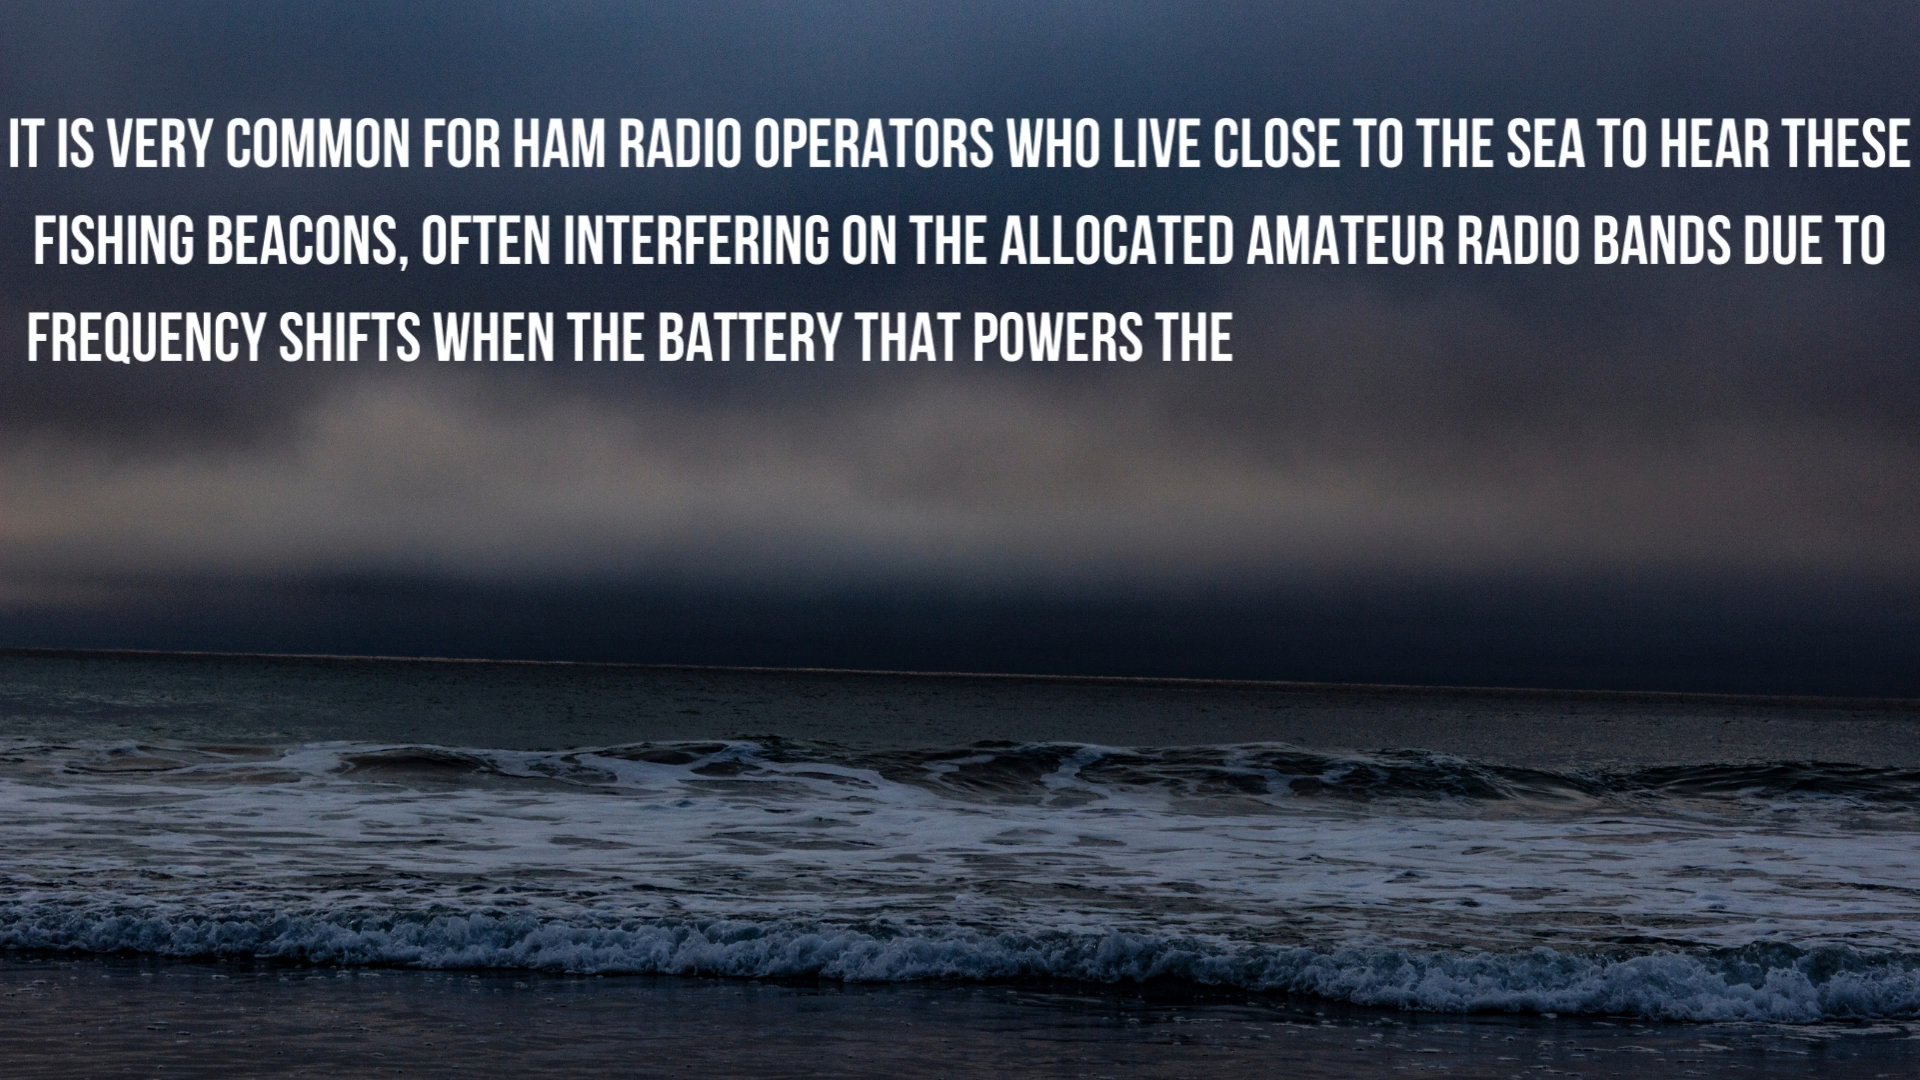 IT IS VERY COMMON FOR HAM RADIO OPERATORS WHO LIVE CLOSE TO THE SEA TO HEAR THESE
FISHING BEACONS, OFTEN INTERFERING ON THE ALLOCATED AMATEUR RADIO BANDS DUE TO
FREQUENCY SHIFTS WHEN THE BATTERY THAT POWERS THE